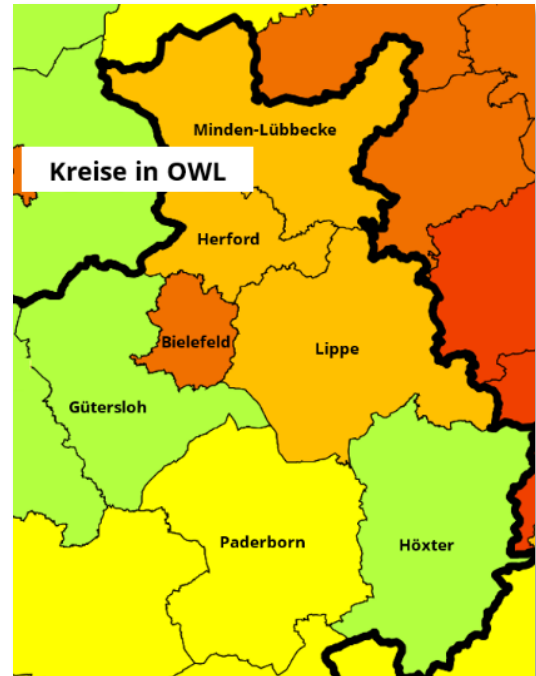 Minden-Lübbecke
Kreise in OWL
Herford
Bielefeld
Lippe
Gütersloh
Paderborn
Höxter